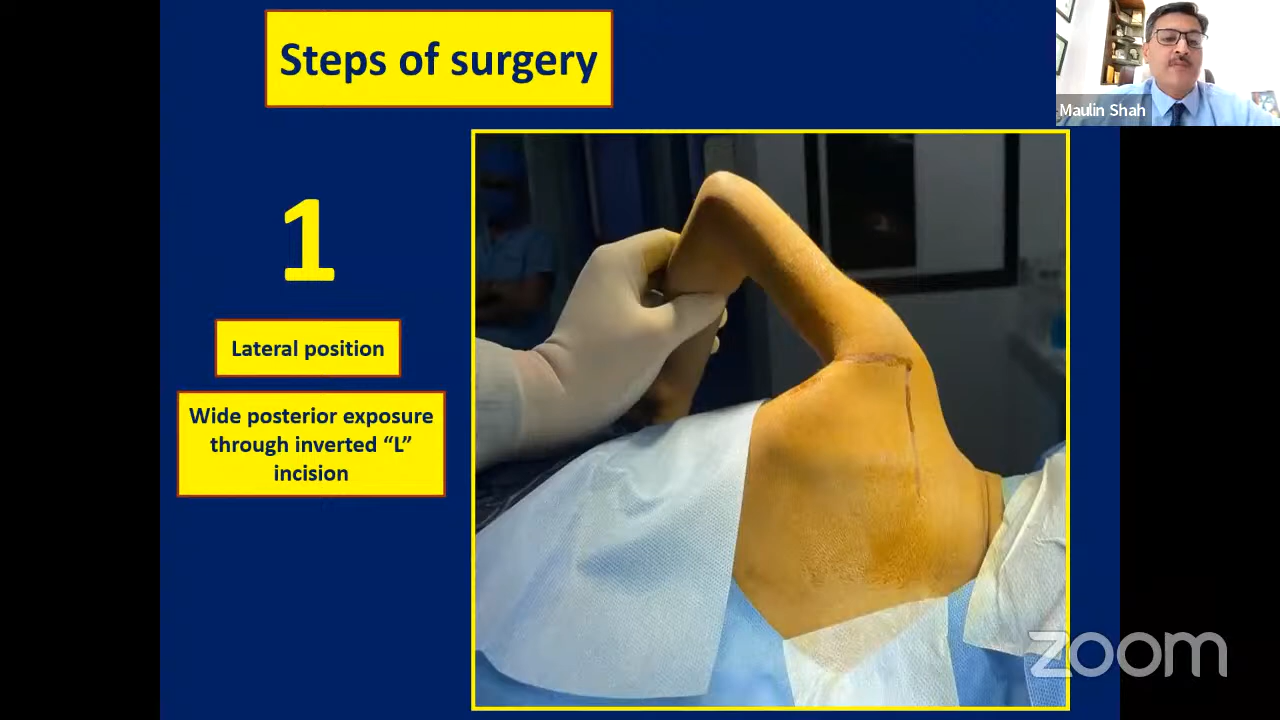 Steps of surgery
Maulin Shah
1
Lateral position
Wide posterior exposure
through inverted “L”
incision
zoom